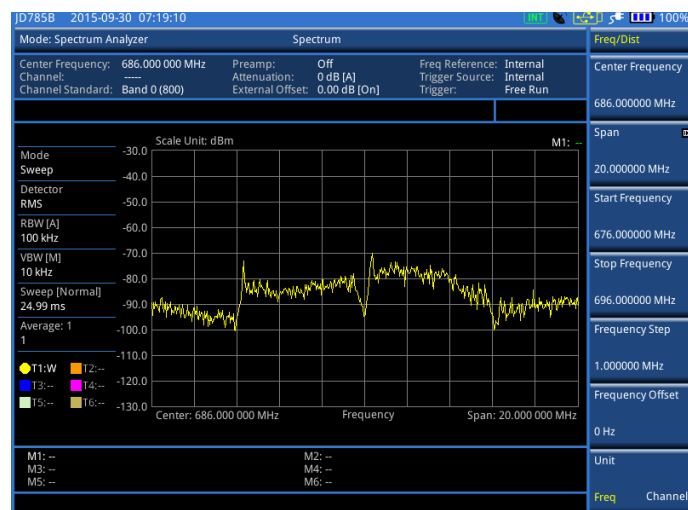 JD785B 2015-09-30 07:19:10 INT 100%
Mode: Spectrum Analyzer Spectrum Freq/Dist
Center Frequency: 686.000 000 MHz Preamp: Off Freq Reference: Internal
Channel: ----- Attenuation: 0 dB [A] Trigger Source: Internal
Channel Standard: Band 0 (800) External Offset: 0.00 dB [On] Trigger: Free Run
Center Frequency
686.000000 MHz
Scale Unit: dBm M1: --
Mode
Sweep
Detector
RMS
RBW [A]
100 kHz
VBW [M]
10 kHz
Sweep [Normal]
24.99 ms
Average: 1
1
T1:W T2:--
T3:-- T4:--
T5:-- T6:--
-30.0
-40.0
-50.0
-60.0
-70.0
-80.0
-90.0
-100.0
-110.0
-120.0
-130.0
Center: 686.000 000 MHz Frequency Span: 20.000 000 MHz
M1: -- M2: --
M3: -- M4: --
M5: -- M6: --
Span
20.000000 MHz
Start Frequency
676.000000 MHz
Stop Frequency
696.000000 MHz
Frequency Step
1.000000 MHz
Frequency Offset
0 Hz
Unit
Freq Channel